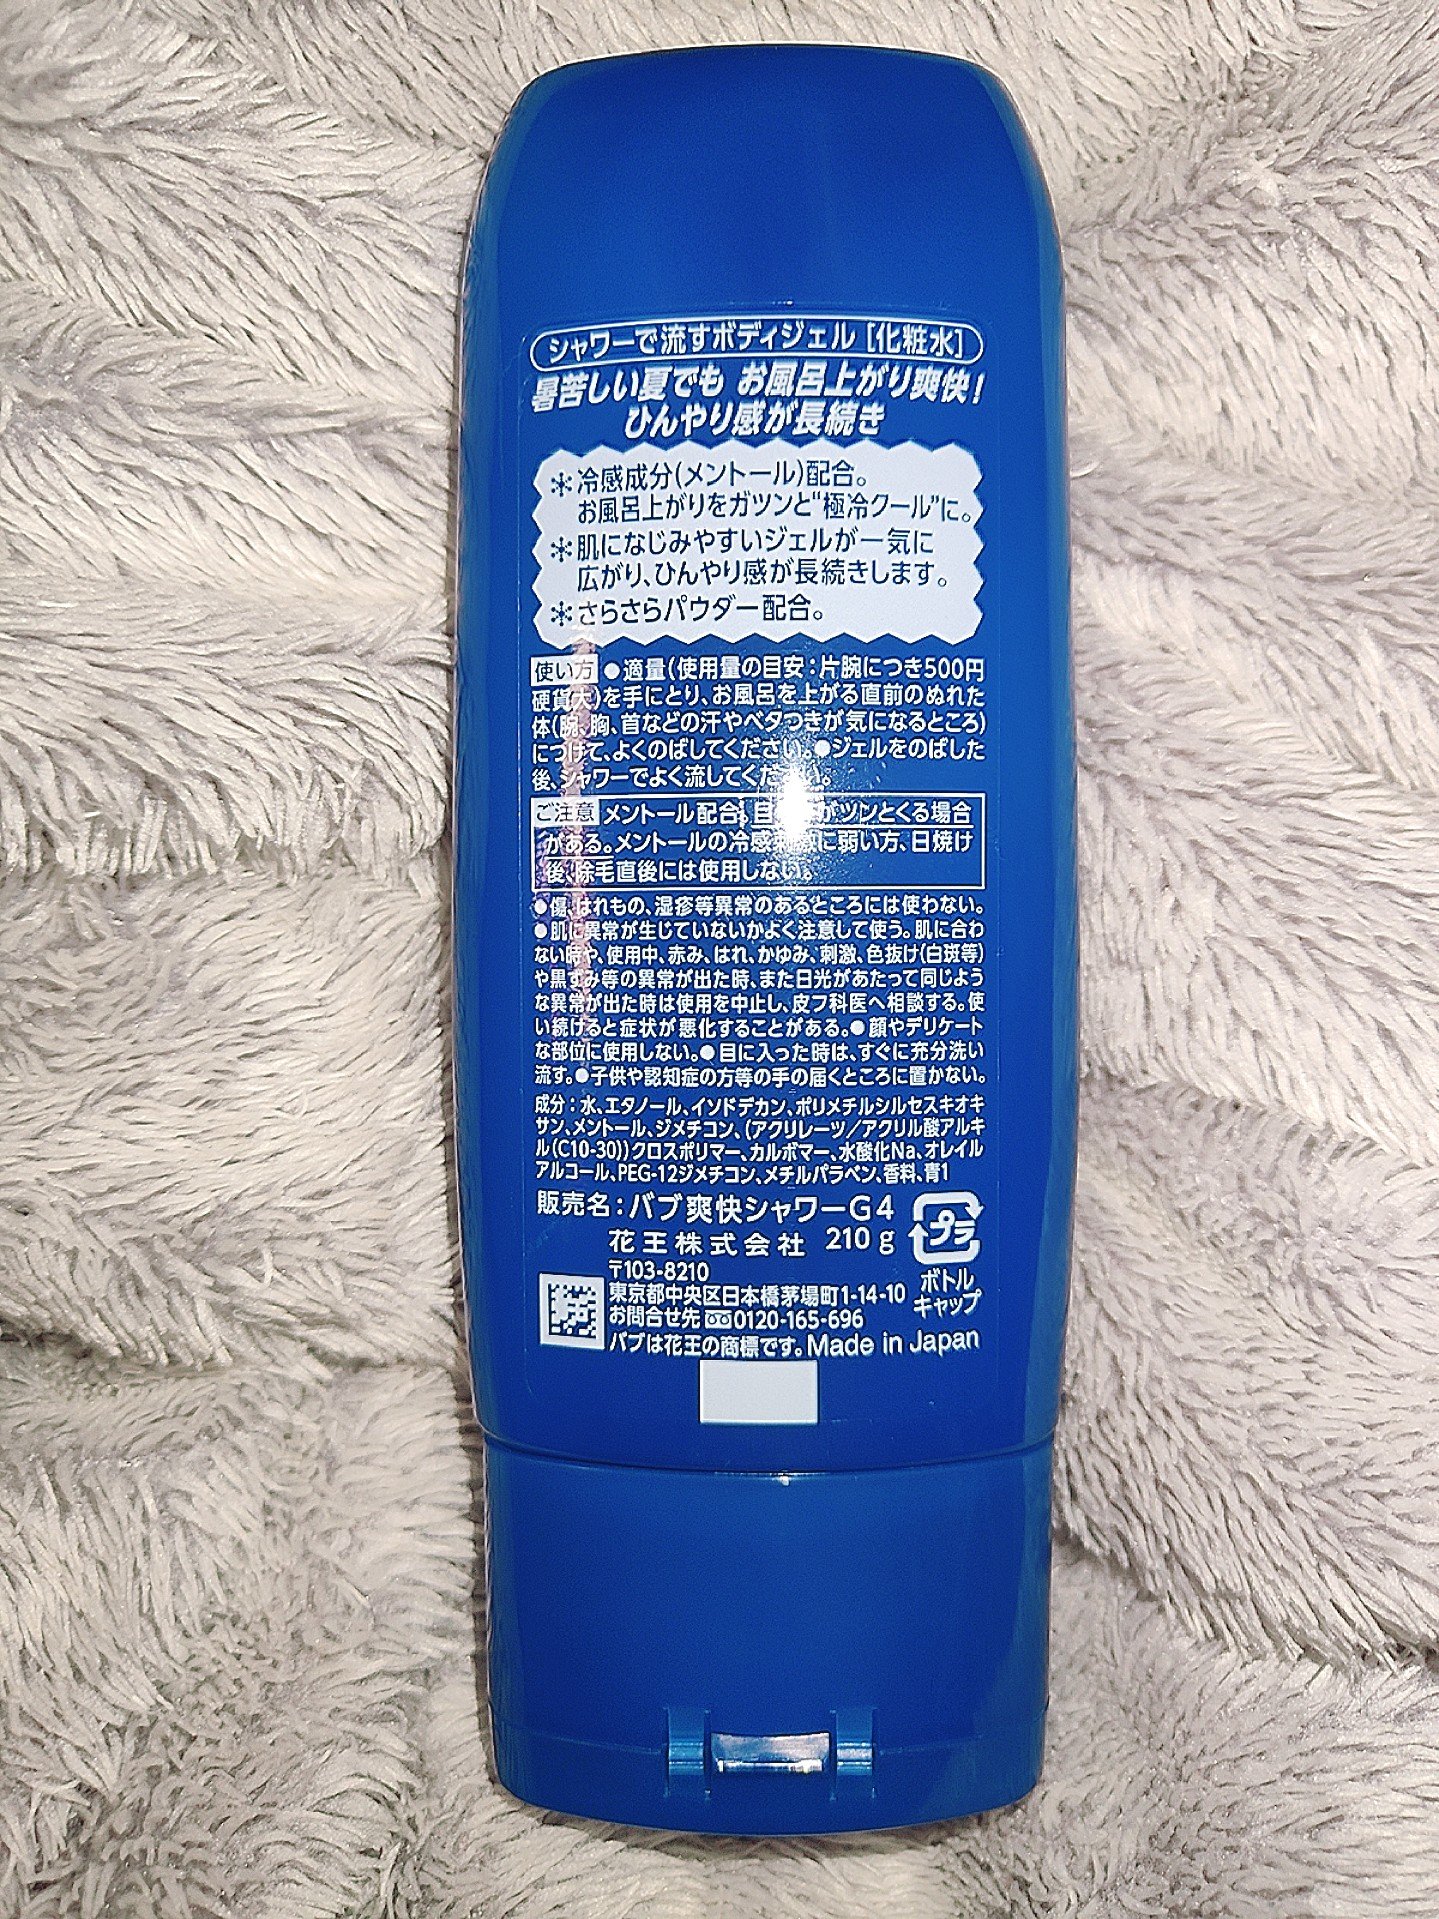 シャワーで流すボディジェル［化粧水］
暑苦しい夏でも お風呂上がり爽快！
ひんやり感が長続き
＊冷感成分(メントール)配合。
お風呂上がりをガツンと“極冷クール”に。
＊肌になじみやすいジェルが一気に
広がり、ひんやり感が長続きします。
＊さらさらパウダー配合。
使い方 ●適量(使用量の目安：片腕につき500円
硬貨大)を手にとり、お風呂を上がる直前のぬれた
体(腕、胸、首などの汗やベタつきが気になるところ)
につけて、よくのばしてください。●ジェルをのばした
後、シャワーでよく流してください。
ご注意 メントール配合。目 がツンとくる場合
がある。メントールの冷感刺激に弱い方、日焼け
後、除毛直後には使用しない。
●傷、はれもの、湿疹等異常のあるところには使わない。
●肌に異常が生じていないかよく注意して使う。肌に合わ
ない時や、使用中、赤み、はれ、かゆみ、刺激、色抜け(白斑等)
や黒ずみ等の異常が出た時、また日光があたって同じよう
な異常が出た時は使用を中止し、皮フ科医へ相談する。使
い続けると症状が悪化することがある。●顔やデリケート
な部位に使用しない。●目に入った時は、すぐに充分洗い
流す。●子供や認知症の方等の手の届くところに置かない。
成分：水、エタノール、イソドデカン、ポリメチルシルセスキオキ
サン、メントール、ジメチコン、(アクリレーツ／アクリル酸アルキ
ル(C10-30))クロスポリマー、カルボマー、水酸化Na、オレイル
アルコール、PEG-12ジメチコン、メチルパラベン、香料、青1
販売名：バブ爽快シャワーG4
花王株式会社 210g
プラ
〒103-8210
ボトル
東京都中央区日本橋茅場町1-14-10
キャップ
お問合せ先 0120-165-696
バブは花王の商標です。Made in Japan